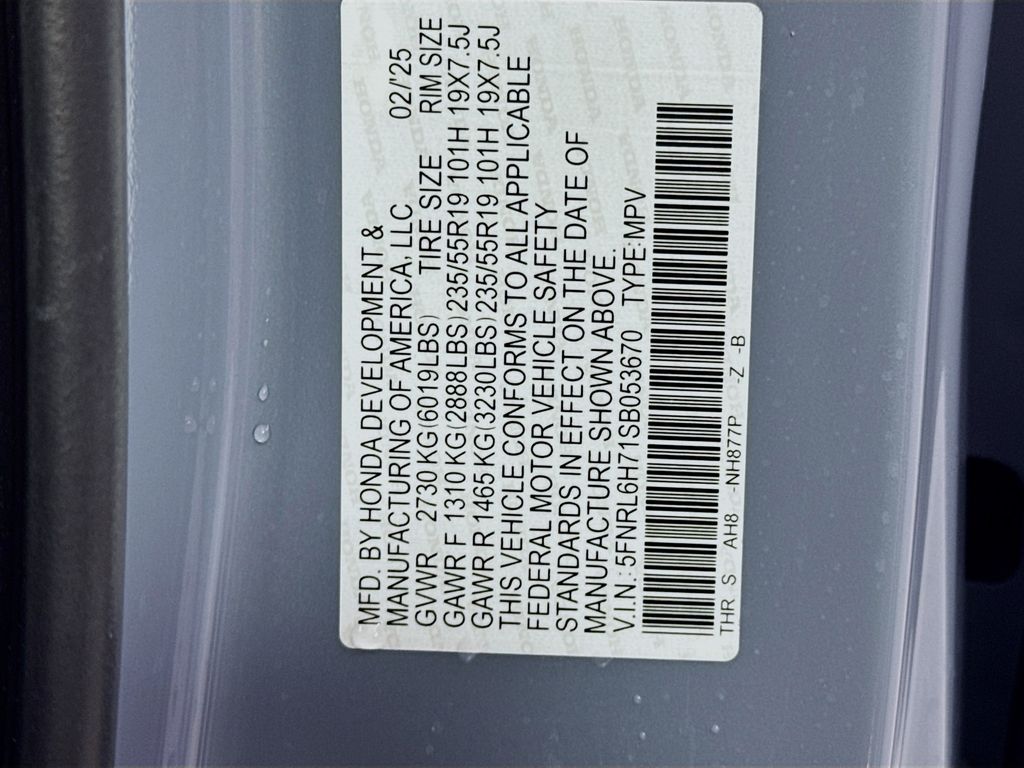 MFD. BY HONDA DEVELOPMENT &
MANUFACTURING OF AMERICA, LLC 02/'25
GVWR 2730 KG(6019LBS) TIRE SIZE RIM SIZE
GAWR F 1310 KG(2888LBS) 235/55R19 101H 19X7.5J
GAWR R 1465 KG(3230LBS) 235/55R19 101H 19X7.5J
THIS VEHICLE CONFORMS TO ALL APPLICABLE
FEDERAL MOTOR VEHICLE SAFETY
STANDARDS IN EFFECT ON THE DATE OF
MANUFACTURE SHOWN ABOVE.
V.I.N.: 5FNRL6H71SB053670 TYPE:MPV
THR S AH8 -NH877P -Z -B